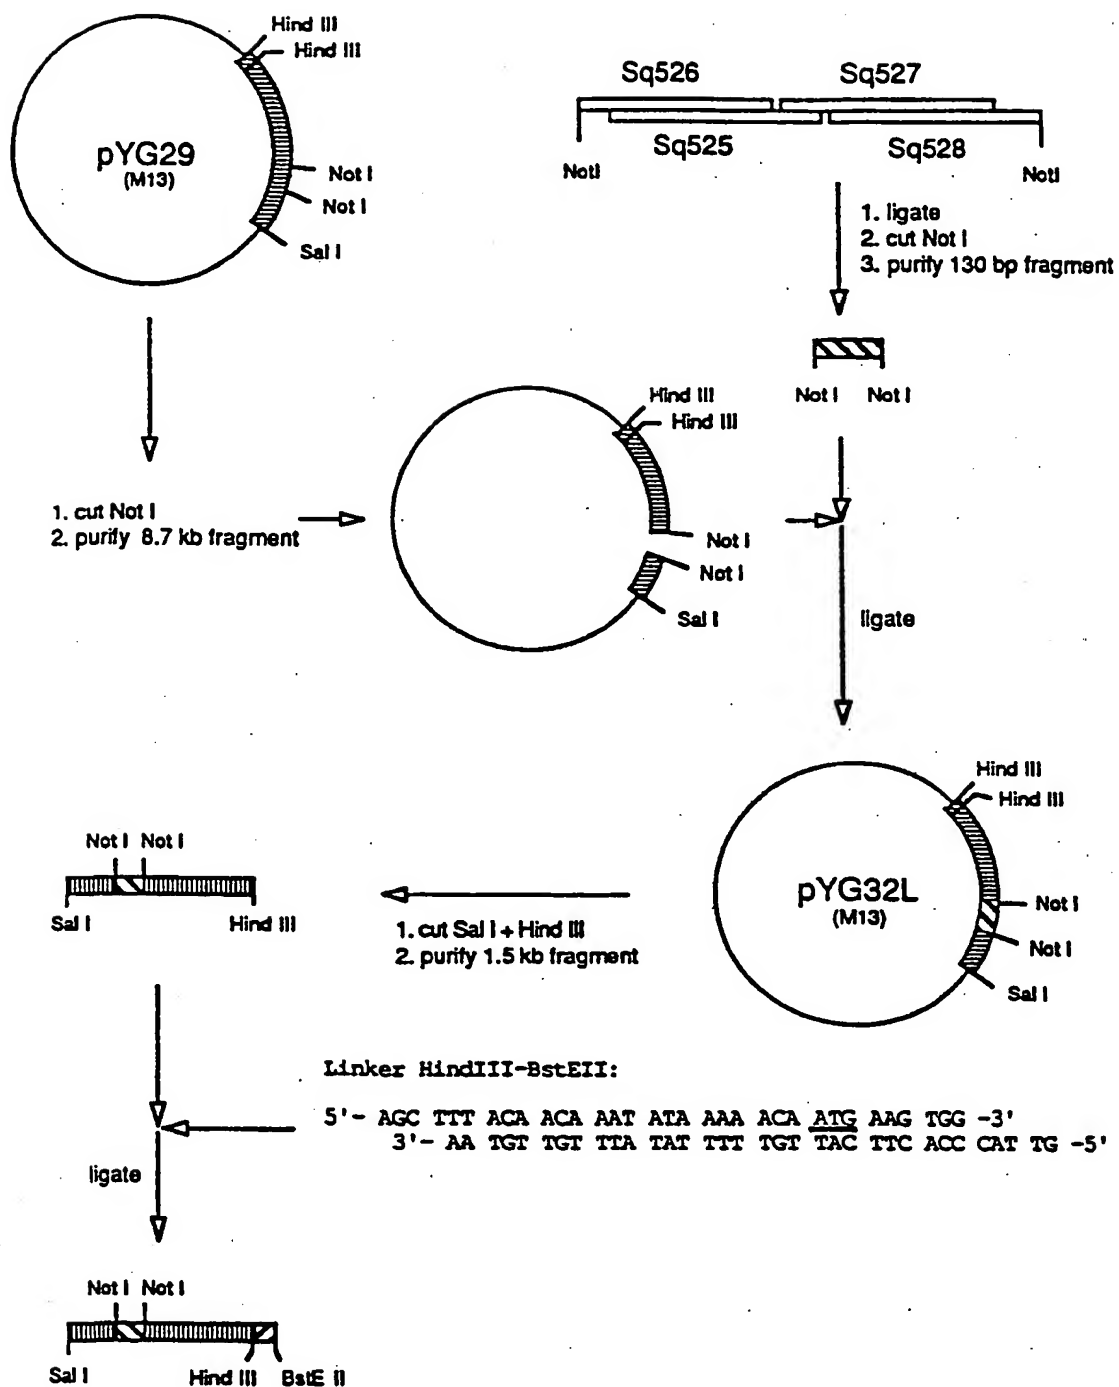 Hind III
Hind III
pYG29
(M13)
Not I
Not I
Sal I
Sq526
Sq527
Sq525
Sq528
NotI
NotI
1. ligate
2. cut Not I
3. purify 130 bp fragment
Not I
Not I
1. cut Not I
2. purify 8.7 kb fragment
Hind III
Hind III
Not I
Not I
Sal I
ligate
Hind III
Hind III
pYG32L
(M13)
Not I
Not I
Sal I
1. cut Sal I + Hind III
2. purify 1.5 kb fragment
Not I
Not I
Sal I
Hind III
Linker HindIII-BstEII:
5'- AGC TTT ACA ACA AAT ATA AAA ACA ATG AAG TGG -3'
3'- AA TGT TGT TTA TAT TTT TGT TAC TTC ACC CAT TG -5'
ligate
Not I
Not I
Sal I
Hind III
BstE II